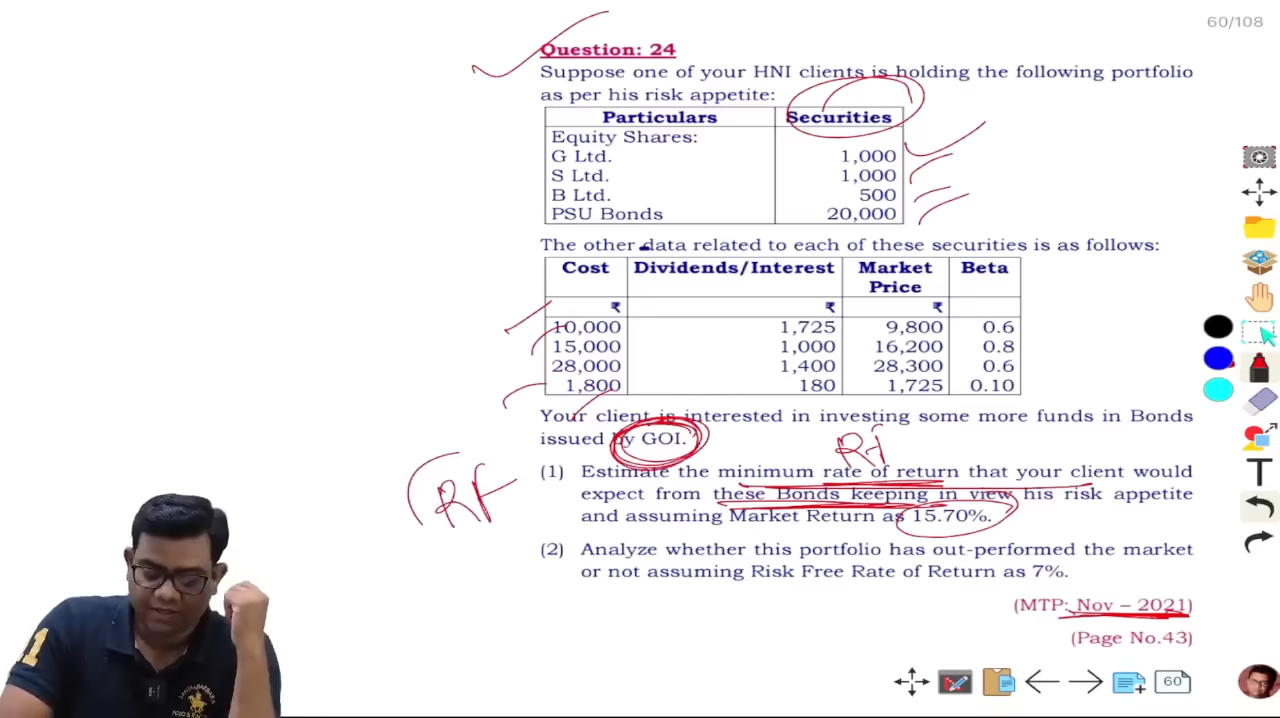 60/108
Question: 24
Suppose one of your HNI clients is holding the following portfolio
as per his risk appetite:
Particulars Securities
Equity Shares:
G Ltd. 1,000
S Ltd. 1,000
B Ltd. 500
PSU Bonds 20,000
The other data related to each of these securities is as follows:
Cost Dividends/Interest Market Price Beta
₹ ₹ ₹
10,000 1,725 9,800 0.6
15,000 1,000 16,200 0.8
28,000 1,400 28,300 0.6
1,800 180 1,725 0.10
Your client is interested in investing some more funds in Bonds
issued by GOI.
Rf
(1) Estimate the minimum rate of return that your client would
expect from these Bonds keeping in view his risk appetite
and assuming Market Return as 15.70%.
Rf
(2) Analyze whether this portfolio has out-performed the market
or not assuming Risk Free Rate of Return as 7%.
(MTP: Nov – 2021)
(Page No.43)
60
1
SANTA BARBARA